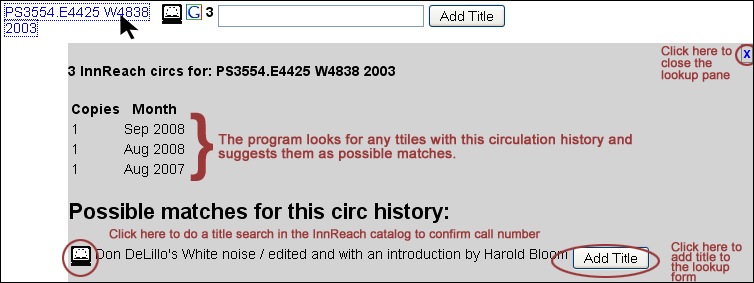 PS3554.E4425 W4838
2003
G 3 Add Title
Click here to
close the
lookup pane
X
3 InnReach circs for: PS3554.E4425 W4838 2003
Copies Month
1 Sep 2008
1 Aug 2008
1 Aug 2007
The program looks for any ttiles with this circulation history and
suggests them as possible matches.
Possible matches for this circ history:
Click here to do a title search in the InnReach catalog to confirm call number
Don DeLillo's White noise / edited and with an introduction by Harold Bloom Add Title
Click here to
add title to
the lookup
form